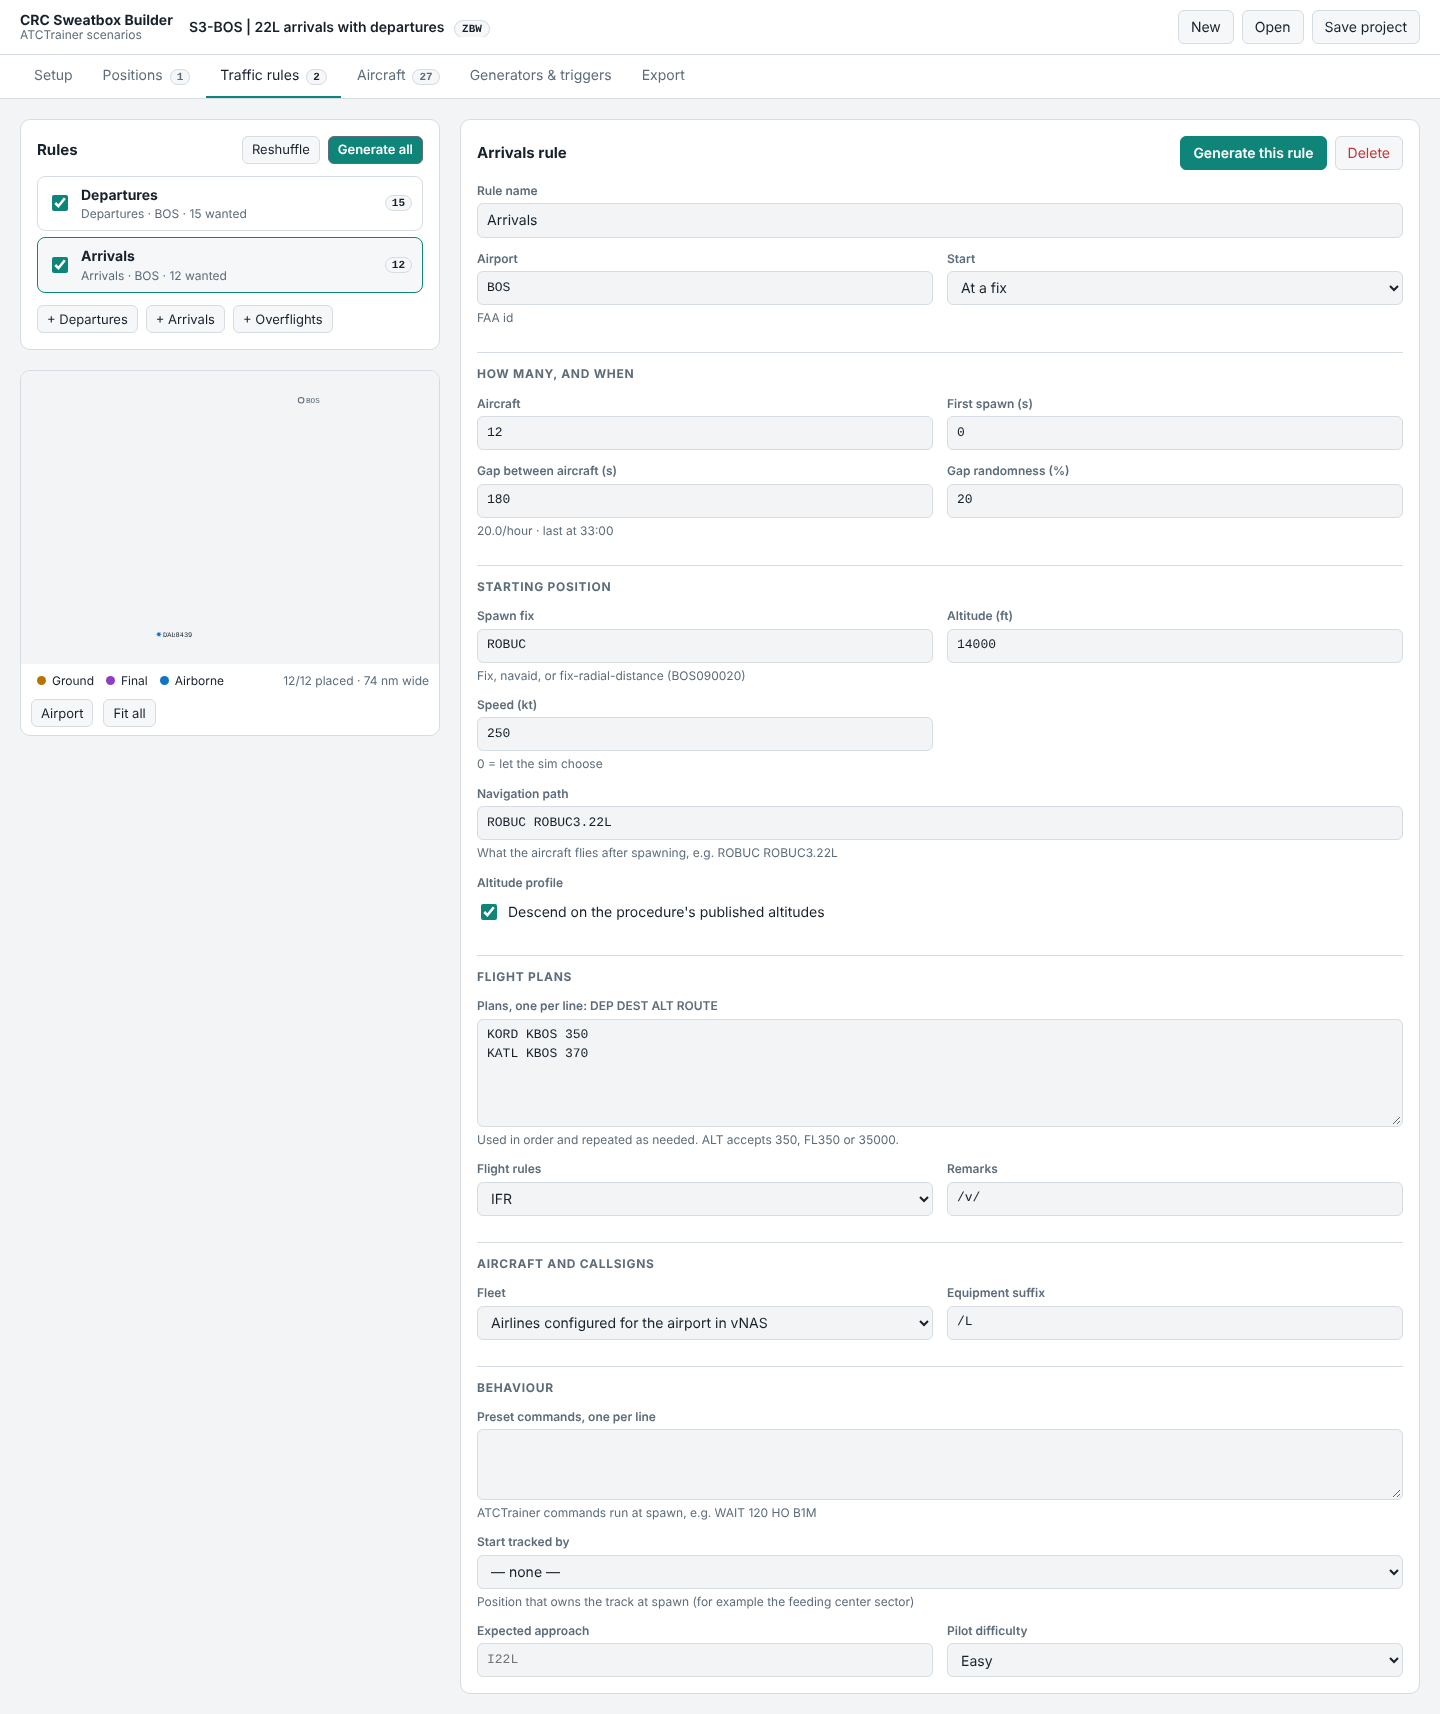 CRC Sweatbox Builder
ATCTrainer scenarios
S3-BOS | 22L arrivals with departures ZBW
New Open Save project
Setup Positions 1 Traffic rules 2 Aircraft 27 Generators & triggers Export
Rules Reshuffle Generate all
Departures
Departures · BOS · 15 wanted 15
Arrivals
Arrivals · BOS · 12 wanted 12
+ Departures + Arrivals + Overflights
BOS
DAL8439
Ground Final Airborne 12/12 placed · 74 nm wide
Airport Fit all
Arrivals rule Generate this rule Delete
Rule name
Arrivals
Airport Start
BOS At a fix
FAA id
HOW MANY, AND WHEN
Aircraft First spawn (s)
12 0
Gap between aircraft (s) Gap randomness (%)
180 20
20.0/hour · last at 33:00
STARTING POSITION
Spawn fix Altitude (ft)
ROBUC 14000
Fix, navaid, or fix-radial-distance (BOS090020)
Speed (kt)
250
0 = let the sim choose
Navigation path
ROBUC ROBUC3.22L
What the aircraft flies after spawning, e.g. ROBUC ROBUC3.22L
Altitude profile
Descend on the procedure's published altitudes
FLIGHT PLANS
Plans, one per line: DEP DEST ALT ROUTE
KORD KBOS 350
KATL KBOS 370
Used in order and repeated as needed. ALT accepts 350, FL350 or 35000.
Flight rules Remarks
IFR /v/
AIRCRAFT AND CALLSIGNS
Fleet Equipment suffix
Airlines configured for the airport in vNAS /L
BEHAVIOUR
Preset commands, one per line
ATCTrainer commands run at spawn, e.g. WAIT 120 HO B1M
Start tracked by
— none —
Position that owns the track at spawn (for example the feeding center sector)
Expected approach Pilot difficulty
I22L Easy